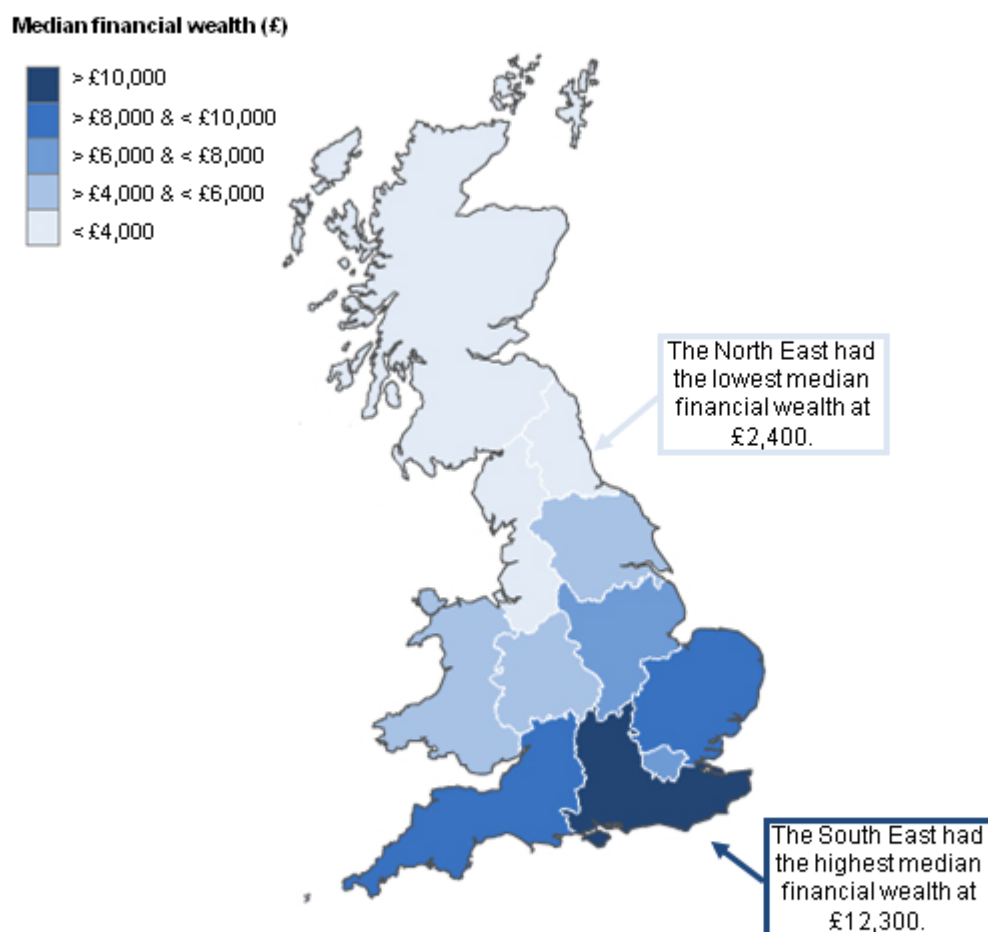 Median financial wealth (£)
> £10,000
> £8,000 & < £10,000
> £6,000 & < £8,000
> £4,000 & < £6,000
< £4,000
The North East had
the lowest median
financial wealth at
£2,400.
The South East had
the highest median
financial wealth at
£12,300.